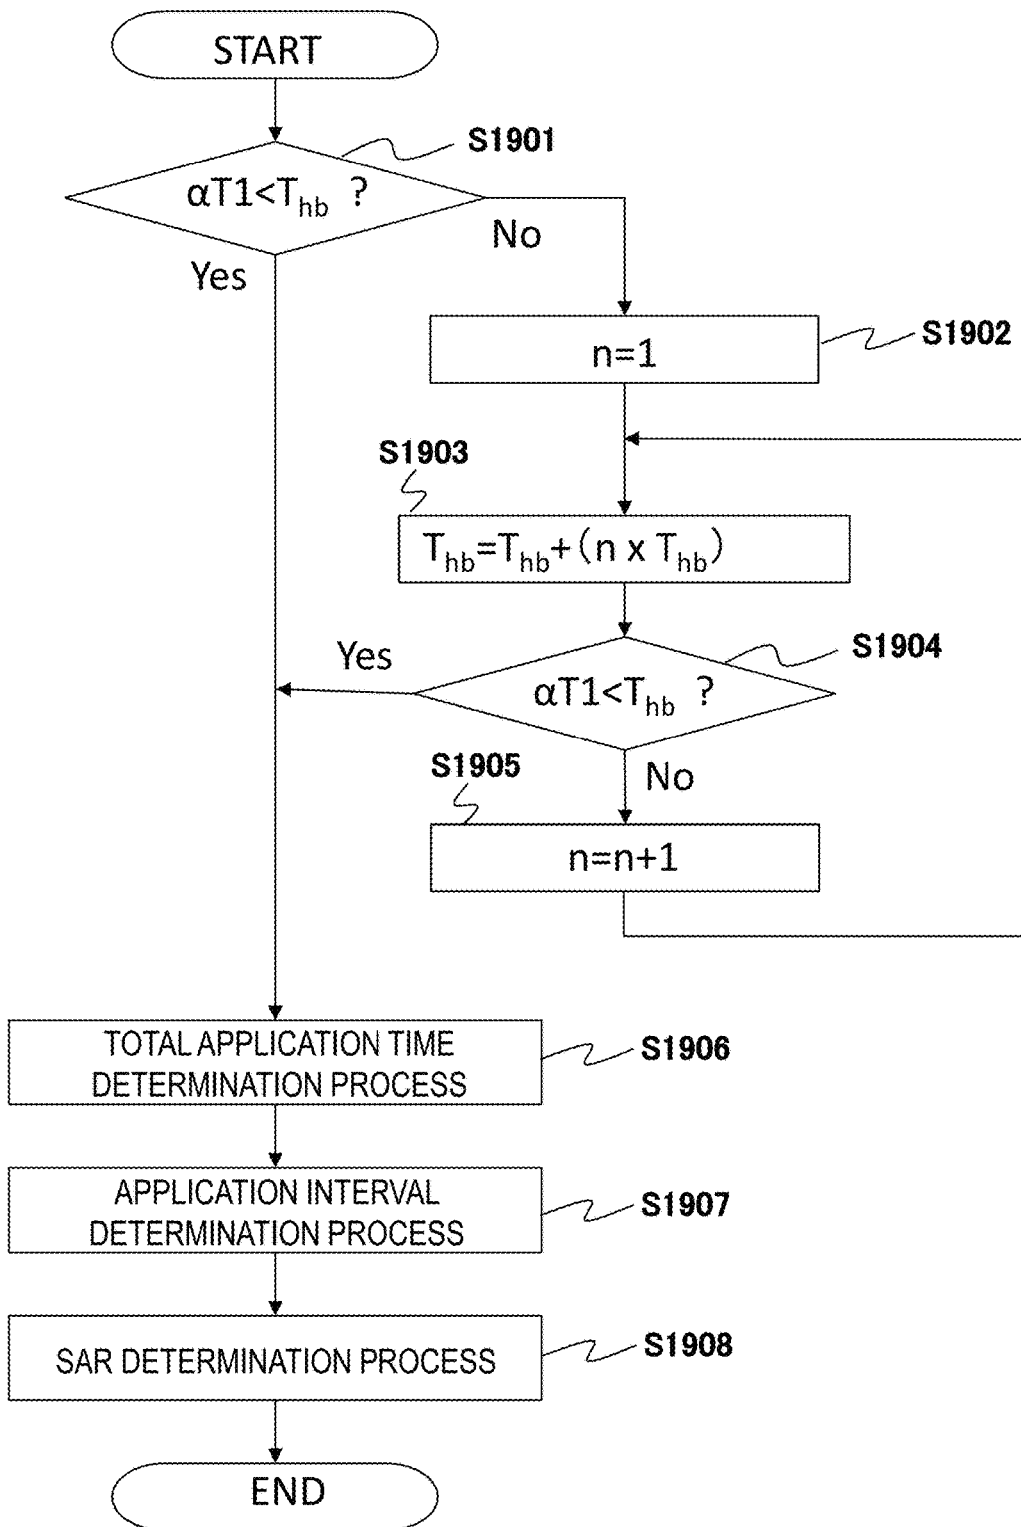 START
S1901
αT1<Thb ?
No
Yes
S1902
n=1
S1903
Thb=Thb+(n x Thb)
S1904
Yes
αT1<Thb ?
S1905
No
n=n+1
TOTAL APPLICATION TIME
DETERMINATION PROCESS
S1906
APPLICATION INTERVAL
DETERMINATION PROCESS
S1907
SAR DETERMINATION PROCESS
S1908
END